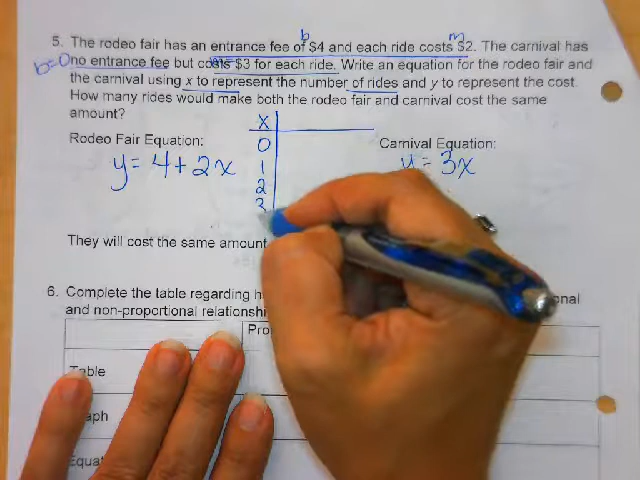 b m
5. The rodeo fair has an entrance fee of $4 and each ride costs $2. The carnival has
b=0 no entrance fee but costs $3 for each ride. Write an equation for the rodeo fair and
the carnival using x to represent the number of rides and y to represent the cost.
How many rides would make both the rodeo fair and carnival cost the same
amount?
x
Rodeo Fair Equation: 0 Carnival Equation:
y = 4 + 2x 1 y = 3x
2
3
They will cost the same amount
6. Complete the table regarding onal
and non-proportional
Table